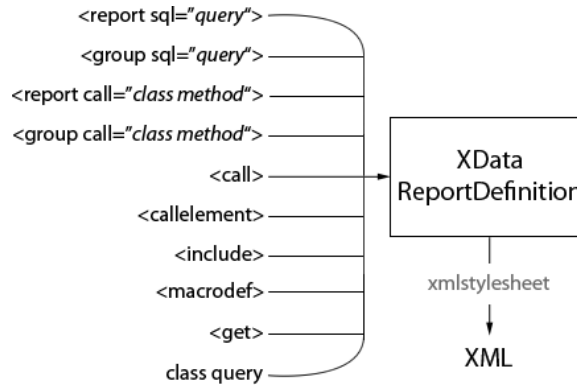 <report sql=”query“>
<group sql=”query“>
<report call=”class method“>
<group call=”class method“>
<call>
<callelement>
<include>
<macrodef>
<get>
class query
XData
ReportDefinition
xmlstylesheet
XML